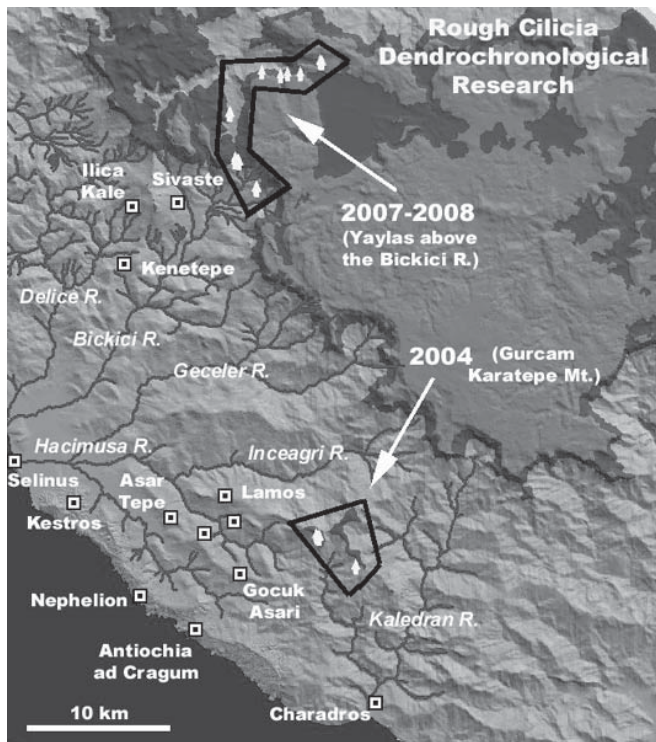 Rough Cilicia
Dendrochronological
Research
Ilica
Kale
Sivaste
2007-2008
(Yaylas above
the Bickici R.)
Kenetepe
Delice R.
Bickici R.
2004 (Gurcam
Karatepe Mt.)
Geceler R.
Hacimusa R.
Inceagri R.
Selinus
Asar
Tepe
Lamos
Kestros
Nephelion
Gocuk
Asari
Kaledran R.
Antiochia
ad Cragum
10 km
Charadros